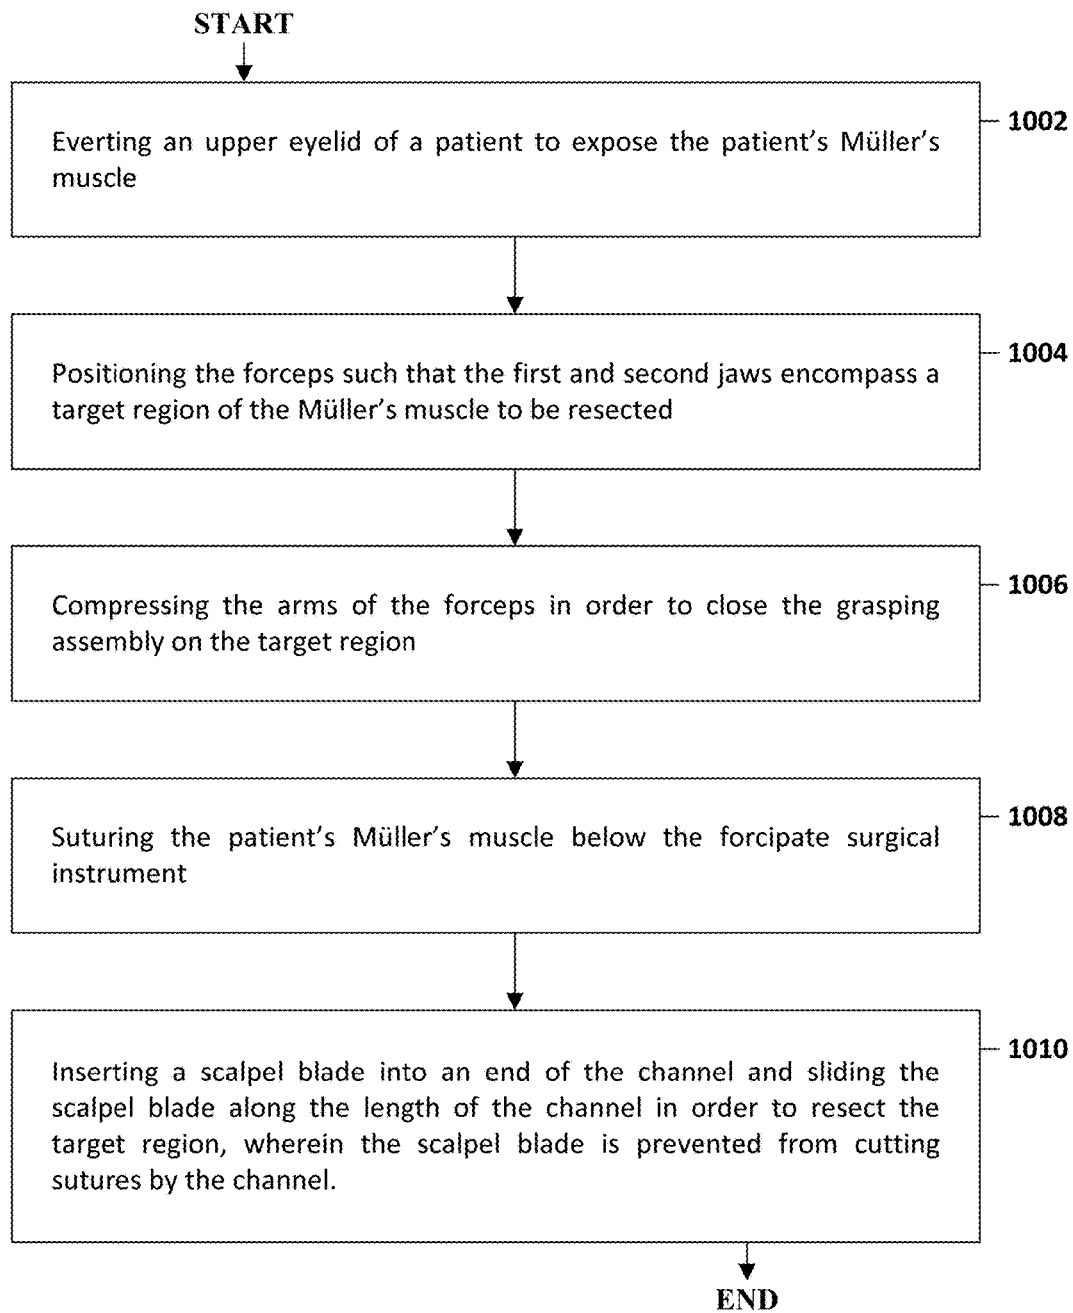 START
Everting an upper eyelid of a patient to expose the patient's Müller's
muscle
1002
Positioning the forceps such that the first and second jaws encompass a
target region of the Müller's muscle to be resected
1004
Compressing the arms of the forceps in order to close the grasping
assembly on the target region
1006
Suturing the patient's Müller's muscle below the forcipate surgical
instrument
1008
Inserting a scalpel blade into an end of the channel and sliding the
scalpel blade along the length of the channel in order to resect the
target region, wherein the scalpel blade is prevented from cutting
sutures by the channel.
1010
END